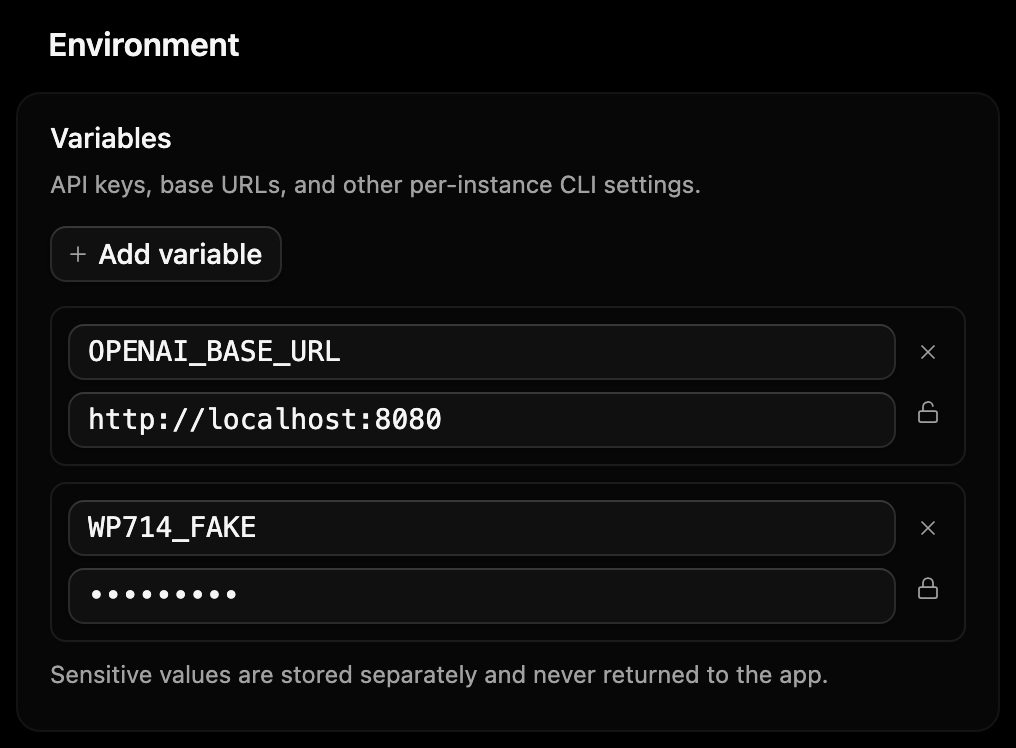 Environment
Variables
API keys, base URLs, and other per-instance CLI settings.
+ Add variable
OPENAI_BASE_URL
http://localhost:8080
WP714_FAKE
•••••••••
Sensitive values are stored separately and never returned to the app.